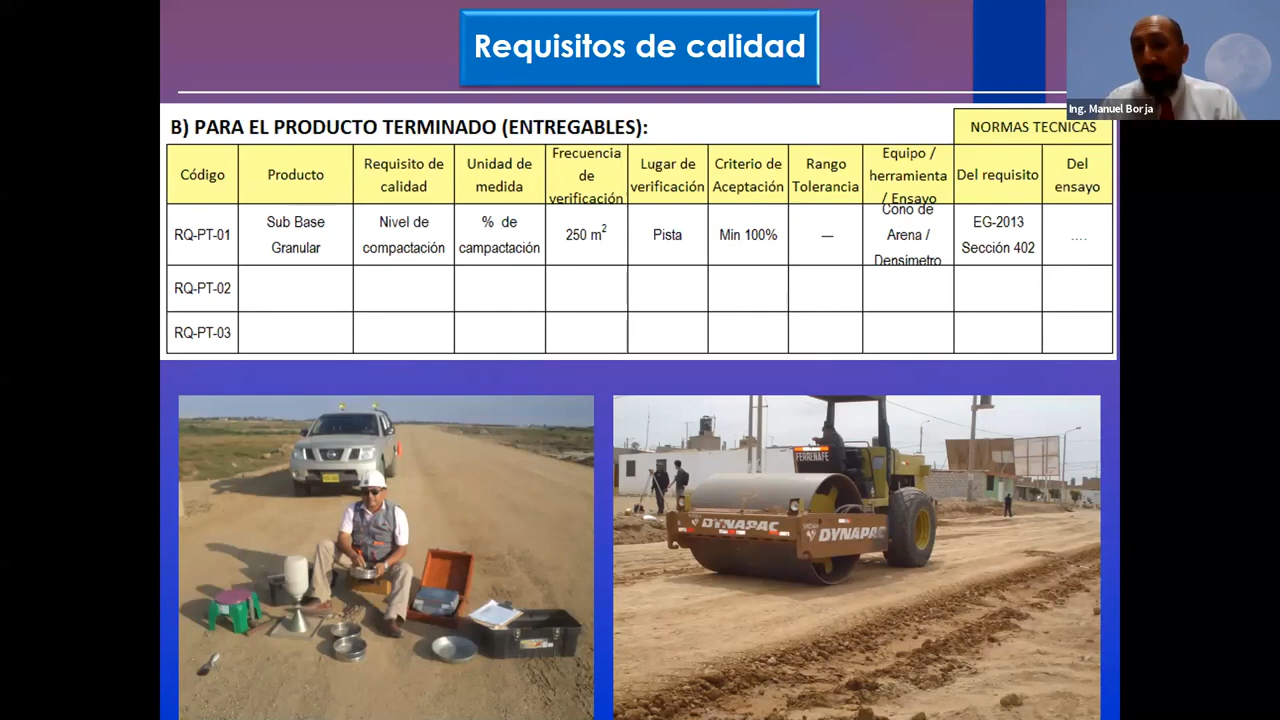 Requisitos de calidad
Ing. Manuel Borja
B) PARA EL PRODUCTO TERMINADO (ENTREGABLES):
NORMAS TECNICAS
Código
Producto
Requisito de
calidad
Unidad de
medida
Frecuencia
de
verificación
Lugar de
verificación
Criterio de
Aceptación
Rango
Tolerancia
Equipo /
herramienta
/ Ensayo
Del requisito
Del
ensayo
RQ-PT-01
Sub Base
Granular
Nivel de
compactación
% de
campactación
250 m²
Pista
Min 100%
—
Cono de
Arena /
Densímetro
EG-2013
Sección 402
....
RQ-PT-02
RQ-PT-03
FERREÑAFE
DYNAPAC
DYNAPAC